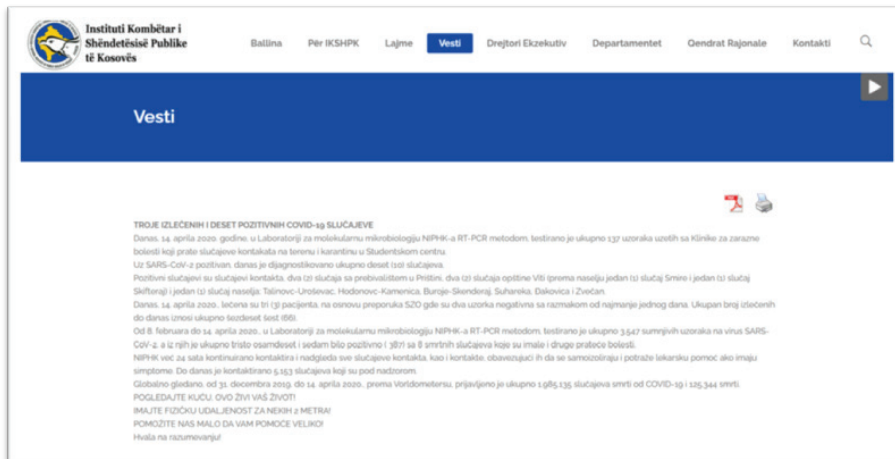 Instituti Kombëtar i
Shëndetësisë Publike
të Kosovës
Ballina Për IKSHPK Lajme Vesti Drejtori Ekzekutiv Departamentet Qendrat Rajonale Kontakti
Vesti
TROJE IZLEČENIH I DESET POZITIVNIH COVID-19 SLUČAJEVE
Danas, 14. aprila 2020. godine, u Laboratoriji za molekularnu mikrobiologiju NIPHK-a RT-PCR metodom, testirano je ukupno 137 uzoraka uzetih sa Klinike za zarazne
bolesti koji prate slučajeve kontakata na terenu i karantinu u Studentskom centru.
Uz SARS-CoV-2 pozitivan, danas je dijagnostikovano ukupno deset (10) slučajeva.
Pozitivni slučajevi su slučajevi kontakta, dva (2) slučaja sa prebivalištem u Prištini, dva (2) slučaja opštine Viti (prema naselju jedan (1) slučaj Smire i jedan (1) slučaj
Skifteraj) i jedan (1) slučaj naselja, Talinovc-Uroševac, Hodonovc-Kamenica, Buroje-Skenderaj, Suhareka, Đakovica i Zvečan.
Danas, 14. aprila 2020., lečena su tri (3) pacijenta, na osnovu preporuka SZO gde su dva uzorka negativna sa razmakom od najmanje jednog dana. Ukupan broj izlečenih
do danas iznosi ukupno šezdeset šest (66).
Od 8. februara do 14. aprila 2020., u Laboratoriji za molekularnu mikrobiologiju NIPHK-a RT-PCR metodom, testirano je ukupno 3.547 sumnjivih uzoraka na virus SARS-
CoV-2, a iz njih je ukupno tristo osamdeset i sedam bilo pozitivno ( 387) sa 8 smrtnih slučajeva koje su imale i druge prateće bolesti.
NIPHK već 24 sata kontinuirano kontaktira i nadgleda sve slučajeve kontakta, kao i kontakte, obavezujući ih da se samoizoliraju i potraže lekarsku pomoć ako imaju
simptome. Do danas je kontaktirano 5.153 slučajeva koji su pod nadzorom.
Globalno gledano, od 31. decembra 2019. do 14. aprila 2020., prema Vorldometersu, prijavljeno je ukupno 1.985.135 slučajeva smrti od COVID-19 i 125.344 smrti.
POGLEDAJTE KUĆU, OVO ŽIVI VAŠ ŽIVOT!
IMAJTE FIZIČKU UDALJENOST ZA NEKIH 2 METRA!
POMOŽITE NAS MALO DA VAM POMOĆE VELIKO!
Hvala na razumevanju!